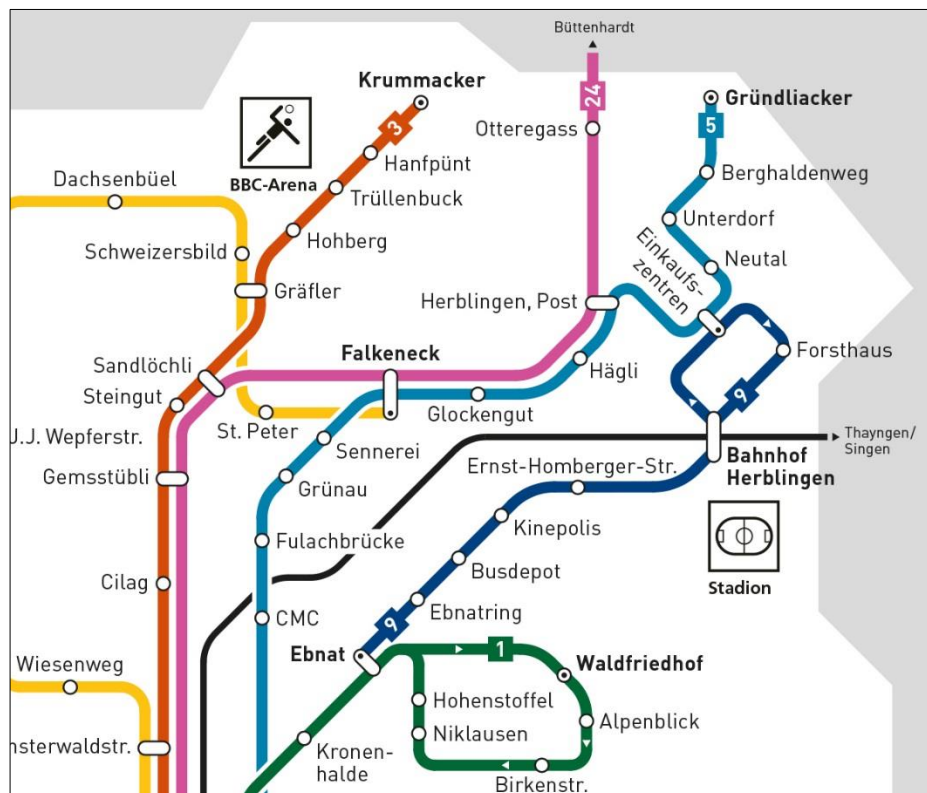 Büttenhardt
Krummacker
24
Gründliacker
3
5
Otteregass
Hanfpünt
BBC-Arena
Berghaldenweg
Dachsenbüel
Trüllenbuck
Unterdorf
Hohberg
Schweizersbild
Einkaufs-
zentren
Neutal
Gräfler
Herblingen, Post
Sandlöchli
Falkeneck
Forsthaus
Hägli
Steingut
9
Glockengut
St. Peter
J.J. Wepferstr.
Sennerei
Thayngen/
Singen
Bahnhof
Herblingen
Gemsstübli
Ernst-Homberger-Str.
Grünau
Kinepolis
Fulachbrücke
Busdepot
Cilag
Stadion
Ebnatring
CMC
9
Ebnat
1
Wiesenweg
Waldfriedhof
Hohenstoffel
Alpenblick
Niklausen
nsterwaldstr.
Kronen-
halde
Birkenstr.